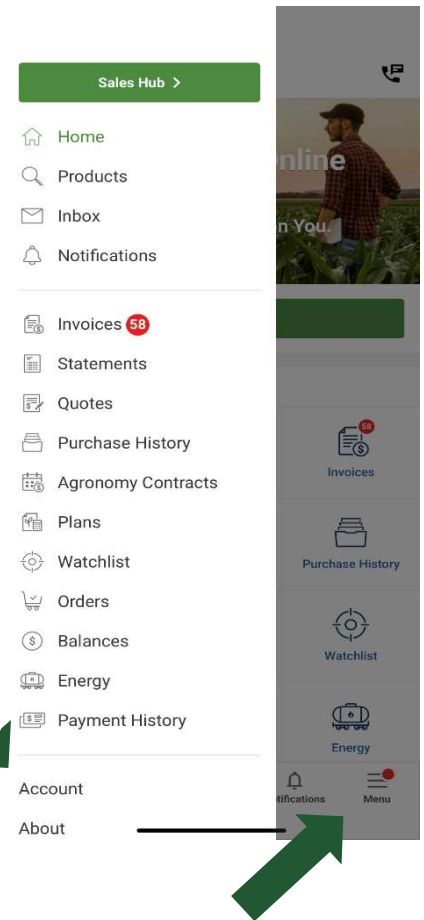 Sales Hub >
Home
Products
Inbox
Notifications
Invoices 58
Statements
Quotes
Purchase History
Agronomy Contracts
Plans
Watchlist
Orders
Balances
Energy
Payment History
Account
About
You.
58
Invoices
Purchase History
Watchlist
Energy
Menu